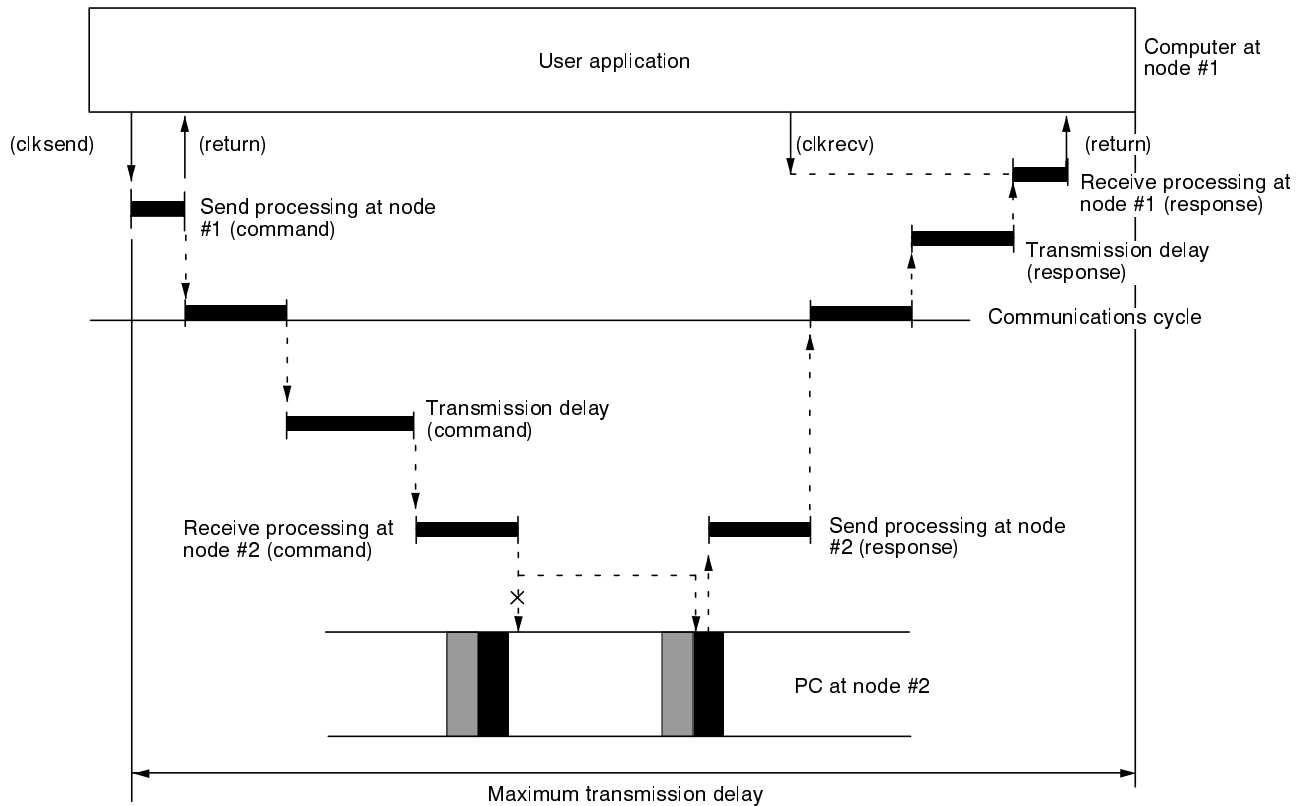 User application
Computer at
node #1
(clksend)
(return)
(clkrecv)
(return)
Receive processing at
node #1 (response)
Send processing at node
#1 (command)
Transmission delay
(response)
Communications cycle
Transmission delay
(command)
Receive processing at
node #2 (command)
Send processing at node
#2 (response)
PC at node #2
Maximum transmission delay